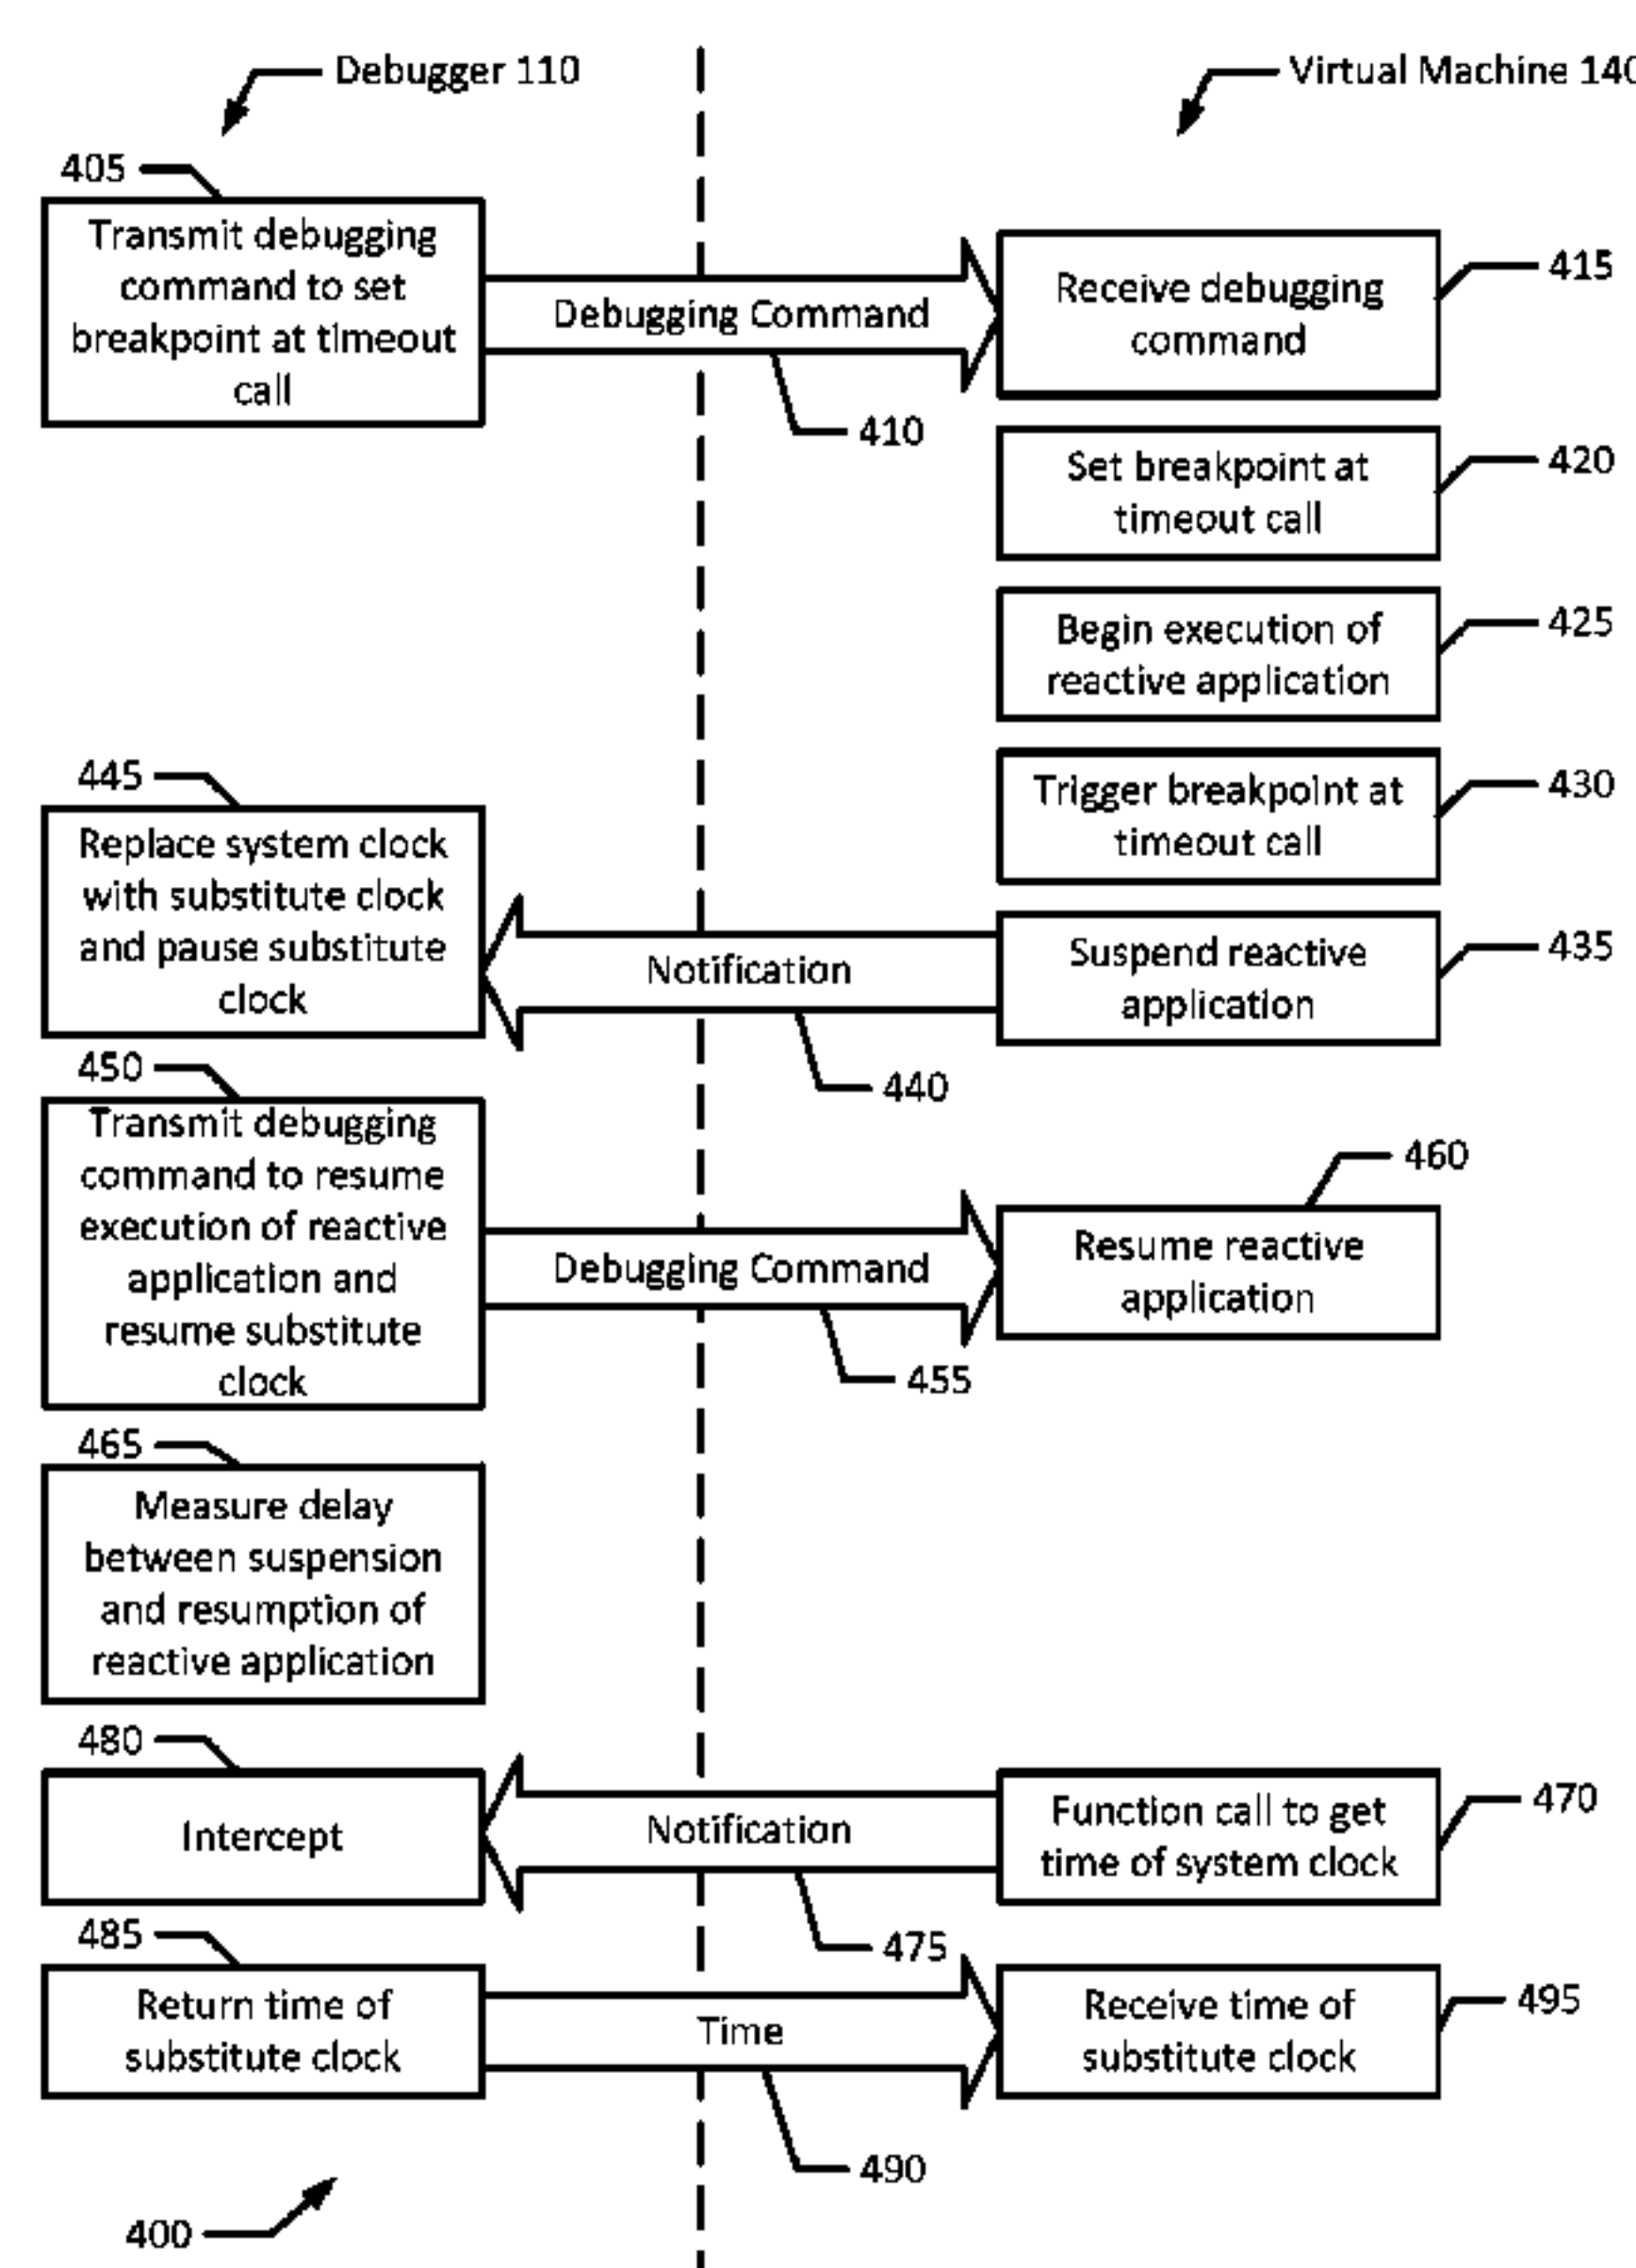 Debugger 110
Virtual Machine 140
405
Transmit debugging
command to set
breakpoint at timeout
call
Debugging Command
410
Receive debugging
command
415
Set breakpoint at
timeout call
420
Begin execution of
reactive application
425
Trigger breakpoint at
timeout call
430
445
Replace system clock
with substitute clock
and pause substitute
clock
Notification
440
Suspend reactive
application
435
450
Transmit debugging
command to resume
execution of reactive
application and
resume substitute
clock
Debugging Command
455
460
Resume reactive
application
465
Measure delay
between suspension
and resumption of
reactive application
480
Intercept
Notification
475
Function call to get
time of system clock
470
485
Return time of
substitute clock
Time
490
Receive time of
substitute clock
495
400